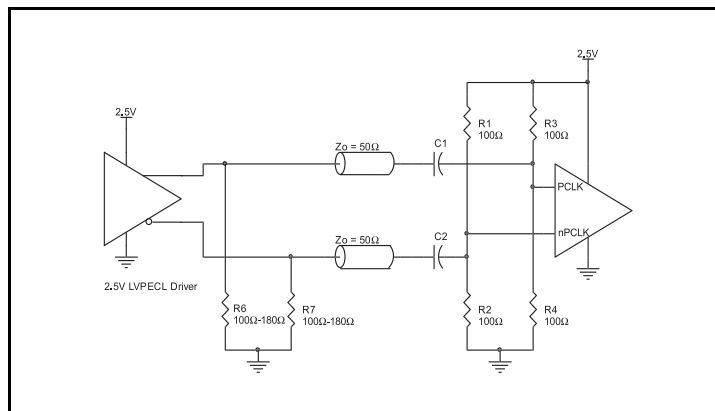 2.5V
2.5V
R1
100Ω
R3
100Ω
Zo = 50Ω
C1
PCLK
nPCLK
Zo = 50Ω
C2
2.5V LVPECL Driver
R6
100Ω-180Ω
R7
100Ω-180Ω
R2
100Ω
R4
100Ω